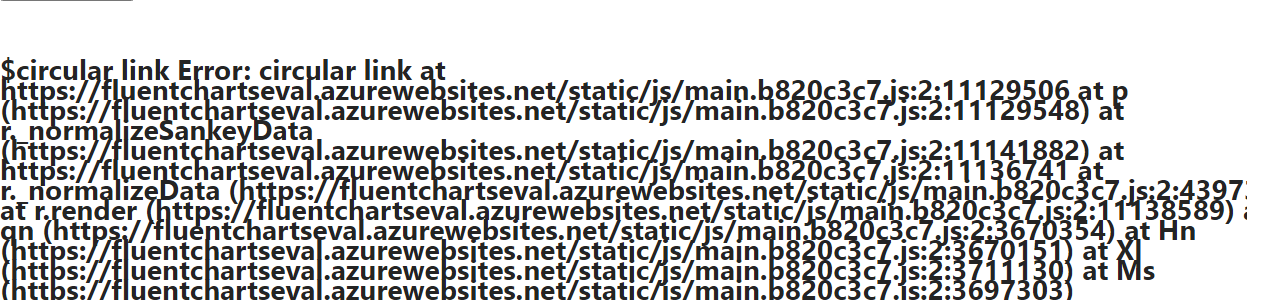 $circular link Error: circular link at
https://fluentchartseval.azurewebsites.net/static/js/main.b820c3c7.js:2:11129506 at p
(https://fluentchartseval.azurewebsites.net/static/js/main.b820c3c7.js:2:11129548) at
r._normalizeSankeyData
(https://fluentchartseval.azurewebsites.net/static/js/main.b820c3c7.js:2:11141882) at
https://fluentchartseval.azurewebsites.net/static/js/main.b820c3c7.js:2:11136741 at
r._normalizeData (https://fluentchartseval.azurewebsites.net/static/js/main.b820c3c7.js:2:4397
at r.render (https://fluentchartseval.azurewebsites.net/static/js/main.b820c3c7.js:2:11138589)
qn (https://fluentchartseval.azurewebsites.net/static/js/main.b820c3c7.js:2:3670354) at Hn
(https://fluentchartseval.azurewebsites.net/static/js/main.b820c3c7.js:2:3670151) at Xl
(https://fluentchartseval.azurewebsites.net/static/js/main.b820c3c7.js:2:3711130) at Ms
(https://fluentchartseval.azurewebsites.net/static/js/main.b820c3c7.js:2:3697303)